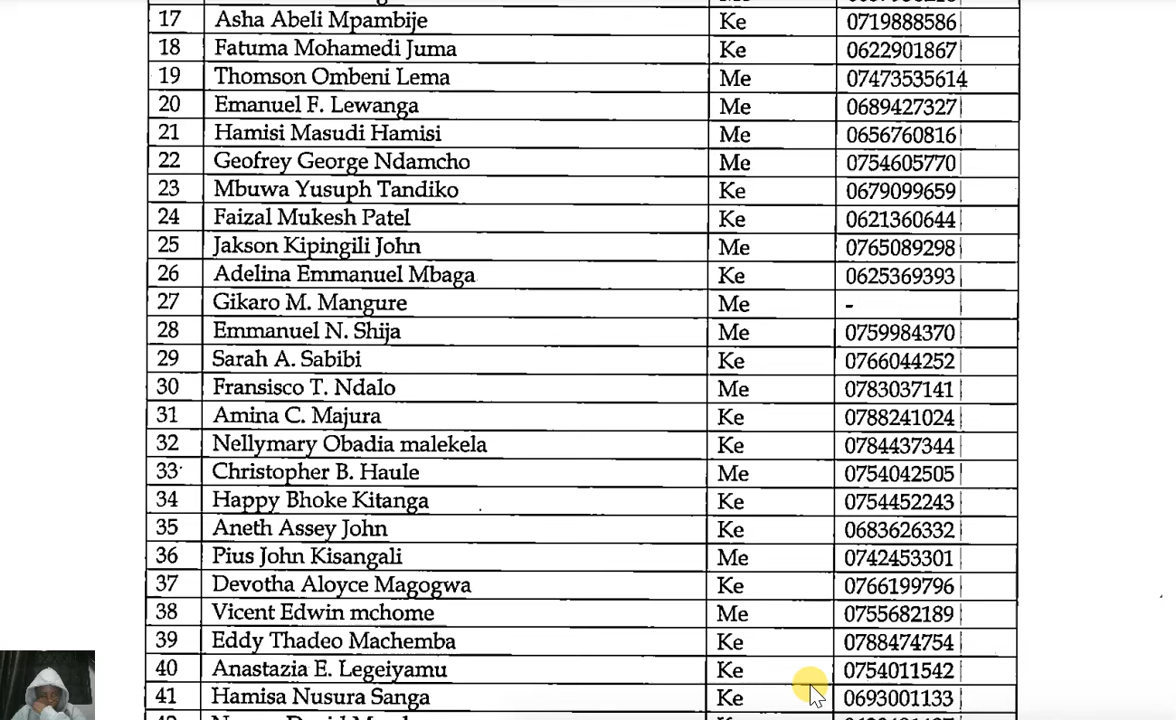 17 Asha Abeli Mpambije Ke 0719888586
18 Fatuma Mohamedi Juma Ke 0622901867
19 Thomson Ombeni Lema Me 07473535614
20 Emanuel F. Lewanga Me 0689427327
21 Hamisi Masudi Hamisi Me 0656760816
22 Geofrey George Ndamcho Me 0754605770
23 Mbuwa Yusuph Tandiko Ke 0679099659
24 Faizal Mukesh Patel Ke 0621360644
25 Jakson Kipingili John Me 0765089298
26 Adelina Emmanuel Mbaga Ke 0625369393
27 Gikaro M. Mangure Me -
28 Emmanuel N. Shija Me 0759984370
29 Sarah A. Sabibi Ke 0766044252
30 Fransisco T. Ndalo Me 0783037141
31 Amina C. Majura Ke 0788241024
32 Nellymary Obadia malekela Ke 0784437344
33 Christopher B. Haule Me 0754042505
34 Happy Bhoke Kitanga Ke 0754452243
35 Aneth Assey John Ke 0683626332
36 Pius John Kisangali Me 0742453301
37 Devotha Aloyce Magogwa Ke 0766199796
38 Vicent Edwin mchome Me 0755682189
39 Eddy Thadeo Machemba Ke 0788474754
40 Anastazia E. Legeiyamu Ke 0754011542
41 Hamisa Nusura Sanga Ke 0693001133